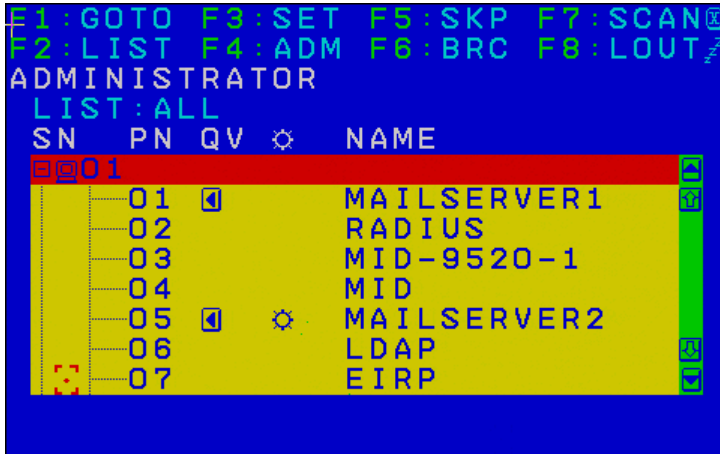 F1:GOTO F3:SET F5:SKP F7:SCAN
F2:LIST F4:ADM F6:BRC F8:LOUT
ADMINISTRATOR
LIST:ALL
SN PN QV NAME
01
01 MAILSERVER1
02 RADIUS
03 MID-9520-1
04 MID
05 MAILSERVER2
06 LDAP
07 EIRP